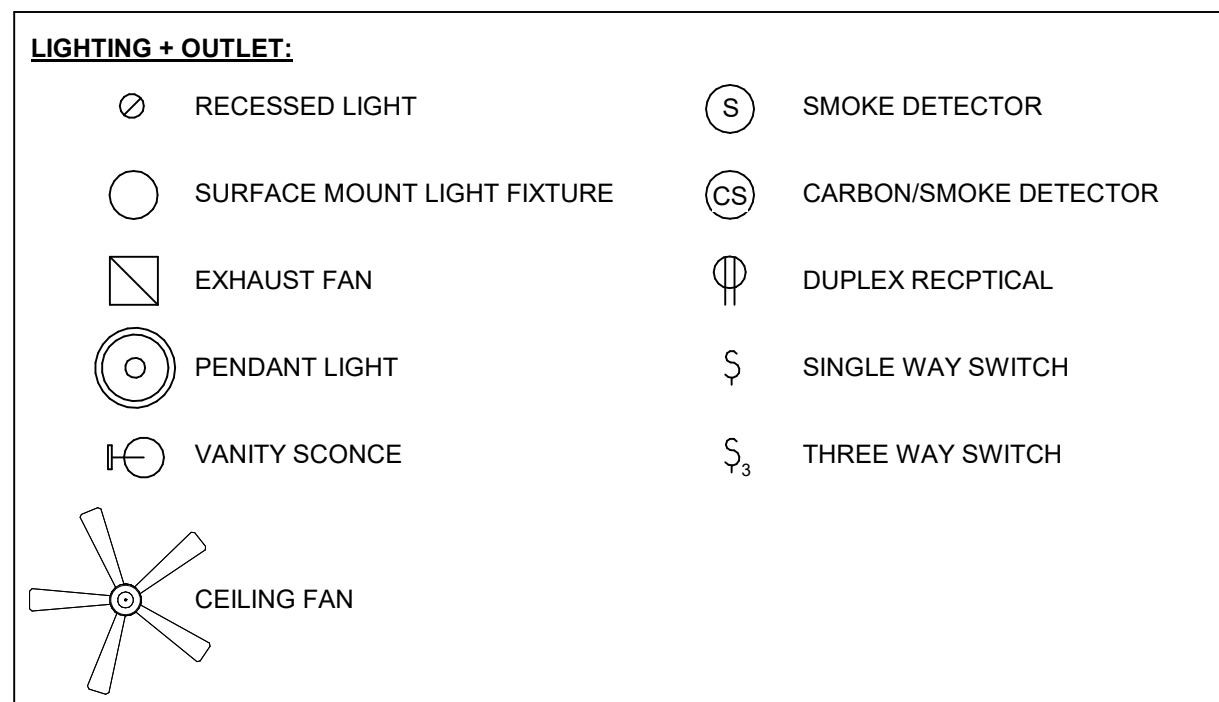 LIGHTING + OUTLET:
RECESSED LIGHT
SURFACE MOUNT LIGHT FIXTURE
EXHAUST FAN
PENDANT LIGHT
VANITY SCONCE
CEILING FAN
S SMOKE DETECTOR
CS CARBON/SMOKE DETECTOR
DUPLEX RECPTICAL
SINGLE WAY SWITCH
3 THREE WAY SWITCH